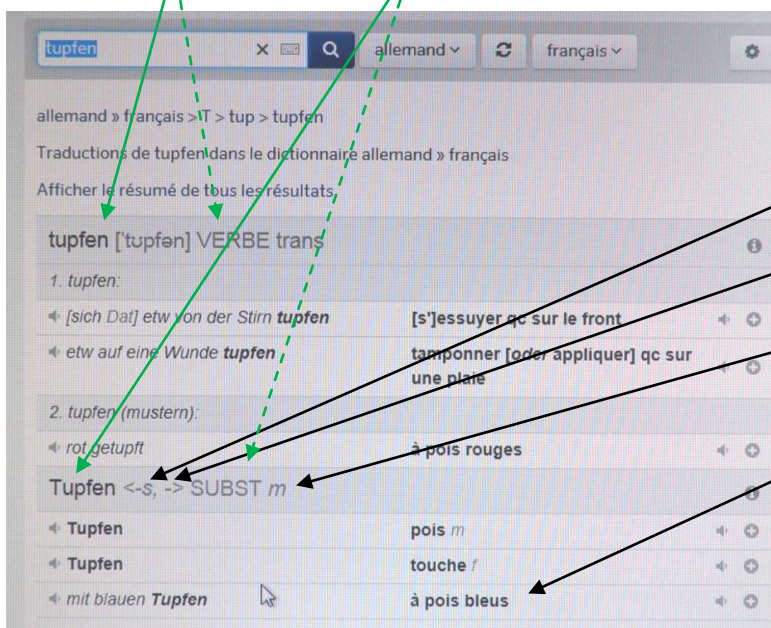 tupfen
allemand
français
allemand » français > T > tup > tupfen
Traductions de tupfen dans le dictionnaire allemand » français
Afficher le résumé de tous les résultats
tupfen ['tʊpfən] VERBE trans
1. tupfen:
[sich Dat] etw von der Stirn tupfen [s']essuyer qc sur le front
etw auf eine Wunde tupfen tamponner [oder appliquer] qc sur
une plaie
2. tupfen (mustern):
rot getupft à pois rouges
Tupfen <-s, -> SUBST m
Tupfen pois m
Tupfen touche f
mit blauen Tupfen à pois bleus